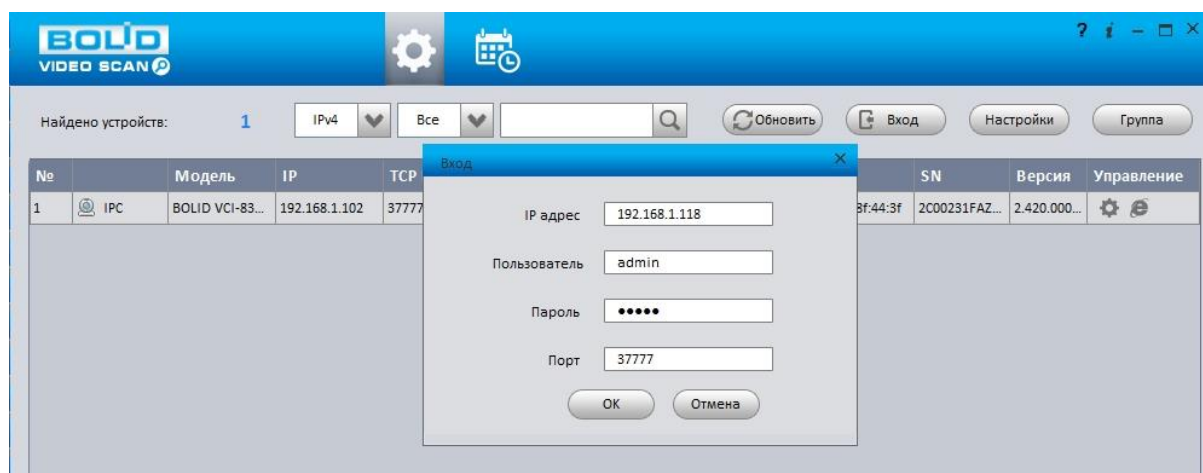 BOLID
VIDEO SCAN
? i
Найдено устройств: 1 IPv4 Все Обновить Вход Настройки Группа
№ Модель IP TCP SN Версия Управление
1 IPC BOLID VCI-83... 192.168.1.102 37777 8f:44:3f 2C00231FAZ... 2.420.000...
Вход
IP адрес 192.168.1.118
Пользователь admin
Пароль •••••
Порт 37777
OK Отмена